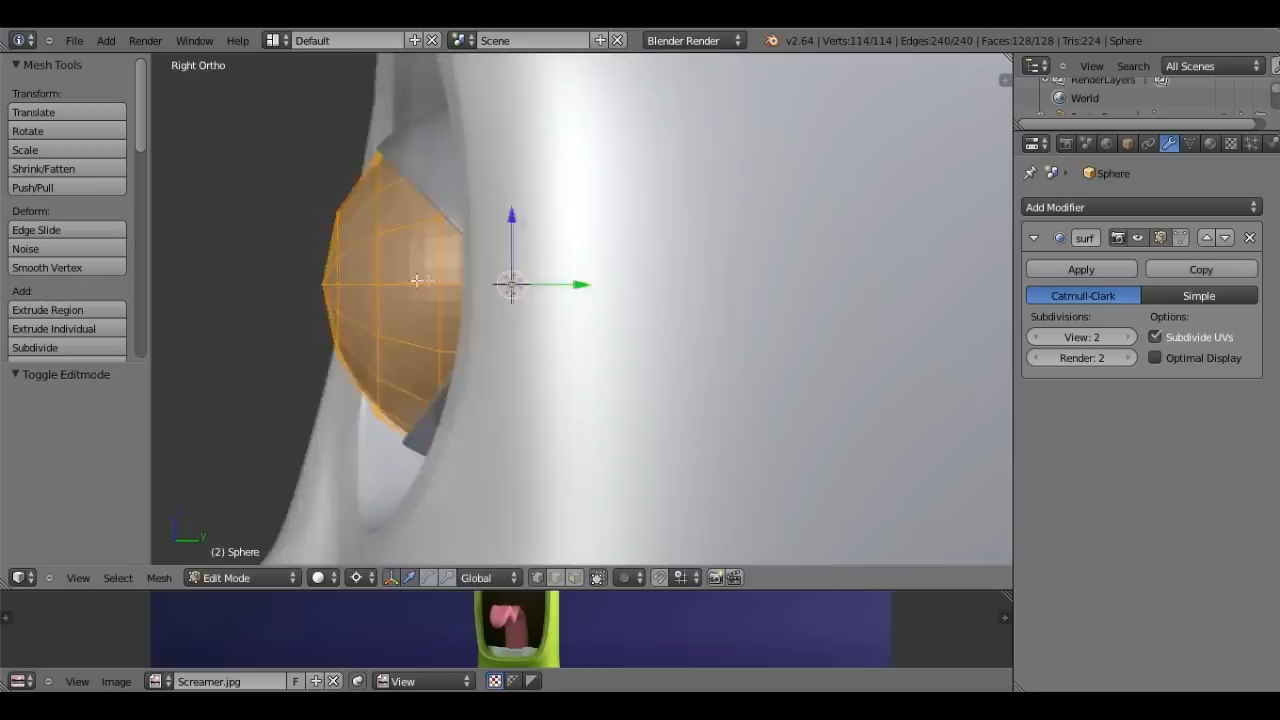 File Add Render Window Help Default Scene Blender Render v2.64 | Verts:114/114 | Edges:240/240 | Faces:128/128 | Tris:224 | Sphere
Mesh Tools
Transform:
Translate
Rotate
Scale
Shrink/Fatten
Push/Pull
Deform:
Edge Slide
Noise
Smooth Vertex
Add:
Extrude Region
Extrude Individual
Subdivide
Toggle Editmode
Right Ortho
y
(2) Sphere
View Select Mesh Edit Mode Global
View Image Screamer.jpg F View
View Search All Scenes
RenderLayers
World
Sphere
Add Modifier
surf
Apply Copy
Catmull-Clark Simple
Subdivisions: Options:
View: 2 Subdivide UVs
Render: 2 Optimal Display